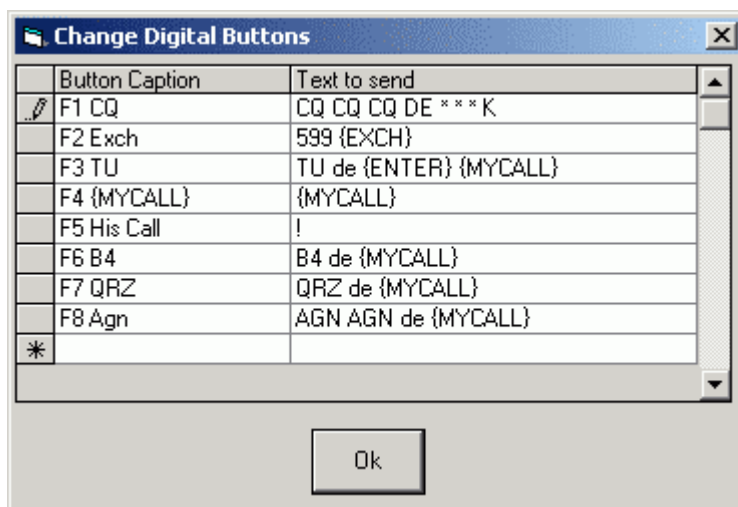 Change Digital Buttons
Button Caption Text to send
F1 CQ CQ CQ CQ DE * * * K
F2 Exch 599 {EXCH}
F3 TU TU de {ENTER} {MYCALL}
F4 {MYCALL} {MYCALL}
F5 His Call !
F6 B4 B4 de {MYCALL}
F7 QRZ QRZ de {MYCALL}
F8 Agn AGN AGN de {MYCALL}
Ok